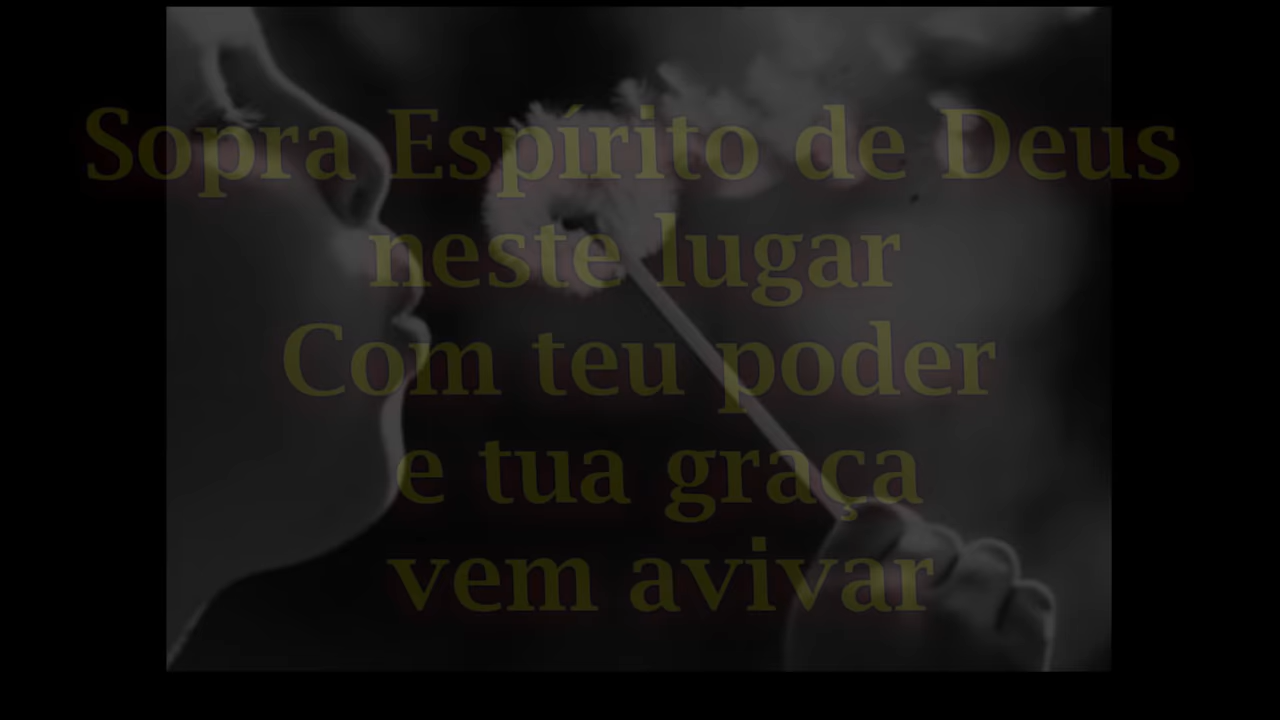 Sopra Espírito de Deus
neste lugar
Com teu poder
e tua graça
vem avivar